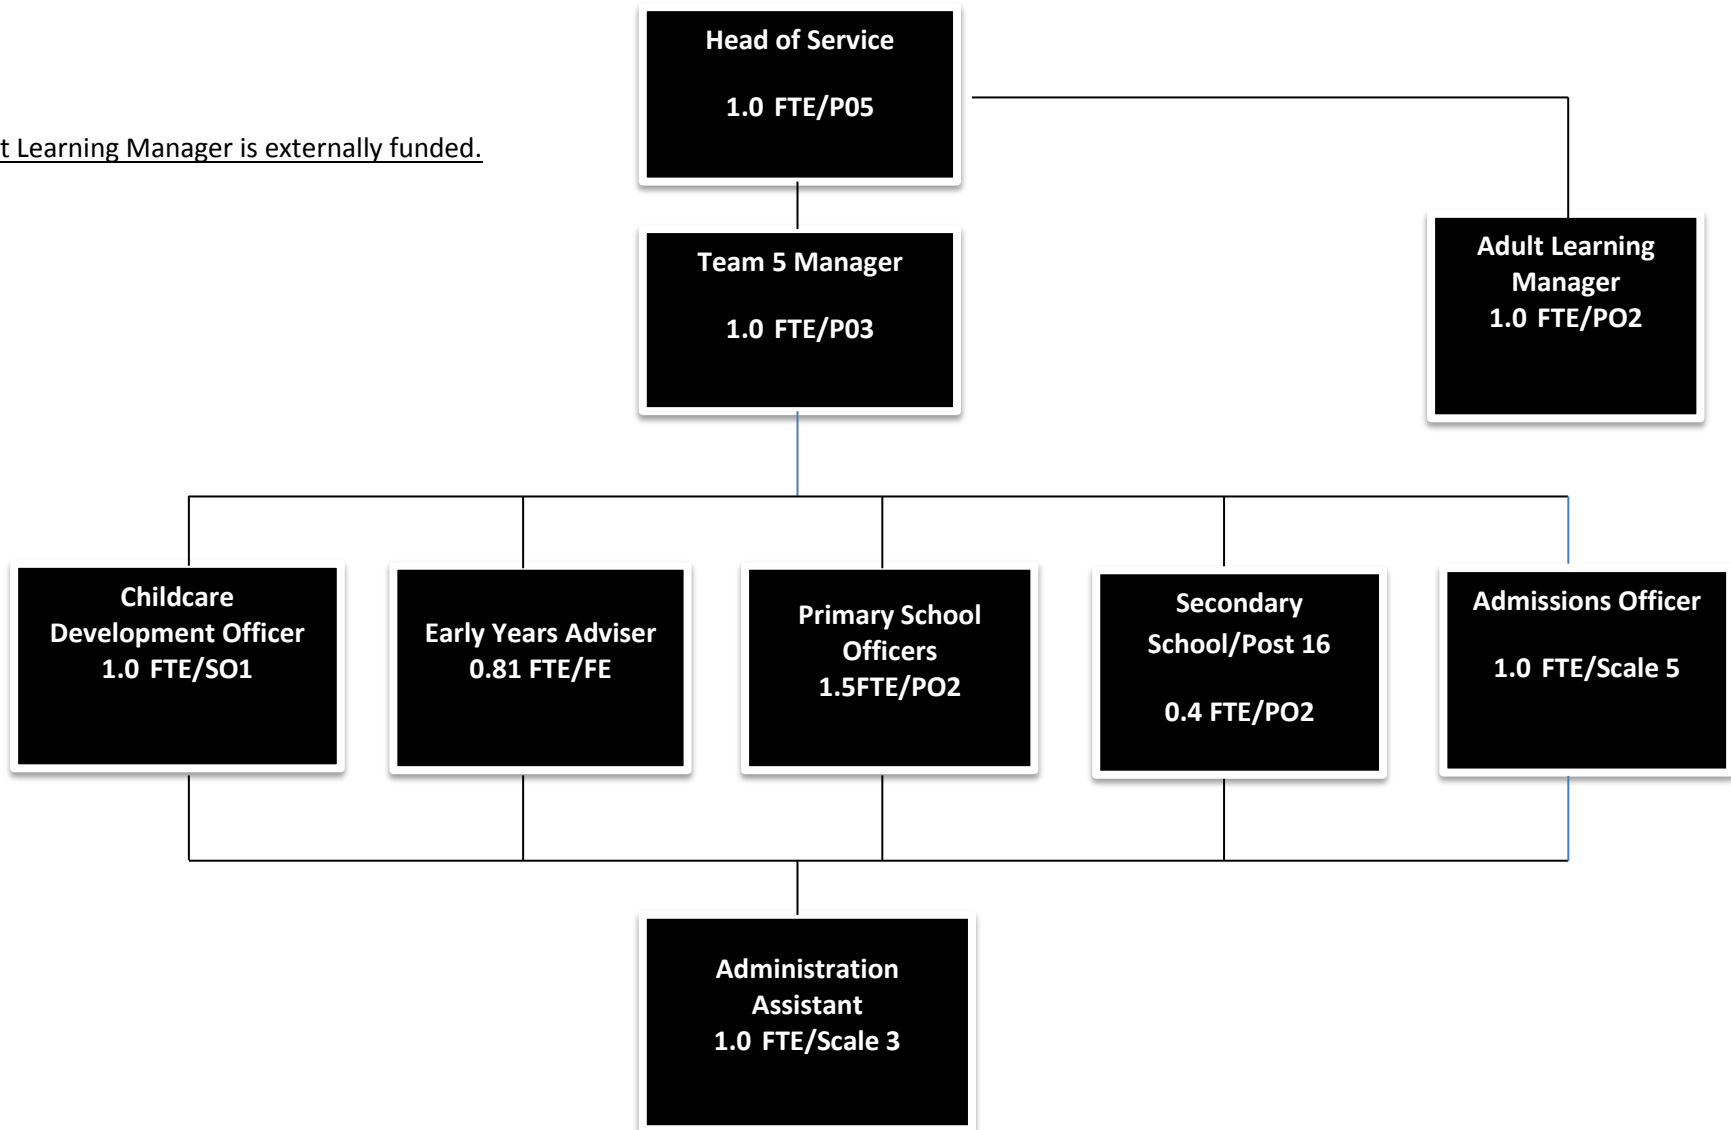 Head of Service
1.0 FTE/P05
t Learning Manager is externally funded.
Team 5 Manager
1.0 FTE/P03
Adult Learning
Manager
1.0 FTE/PO2
Childcare
Development Officer
1.0 FTE/SO1
Early Years Adviser
0.81 FTE/FE
Primary School
Officers
1.5FTE/PO2
Secondary
School/Post 16
0.4 FTE/PO2
Admissions Officer
1.0 FTE/Scale 5
Administration
Assistant
1.0 FTE/Scale 3